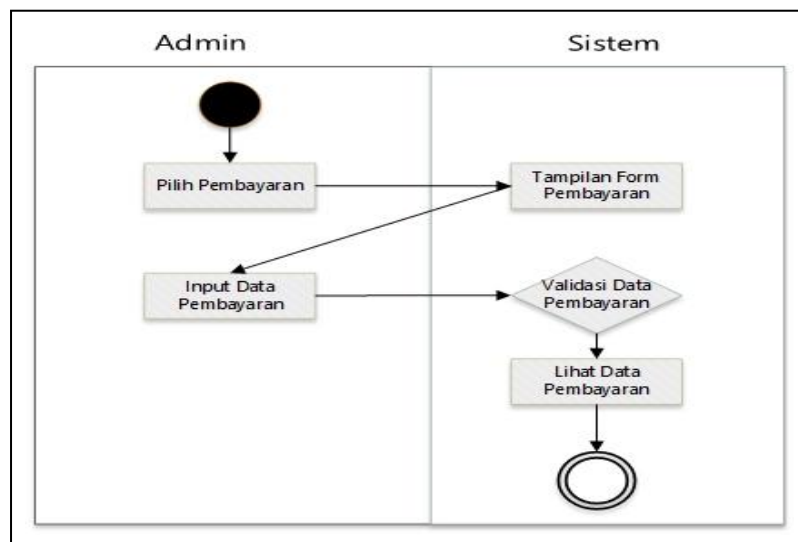 Admin
Sistem
Pilih Pembayaran
Tampilan Form
Pembayaran
Input Data
Pembayaran
Validasi Data
Pembayaran
Lihat Data
Pembayaran